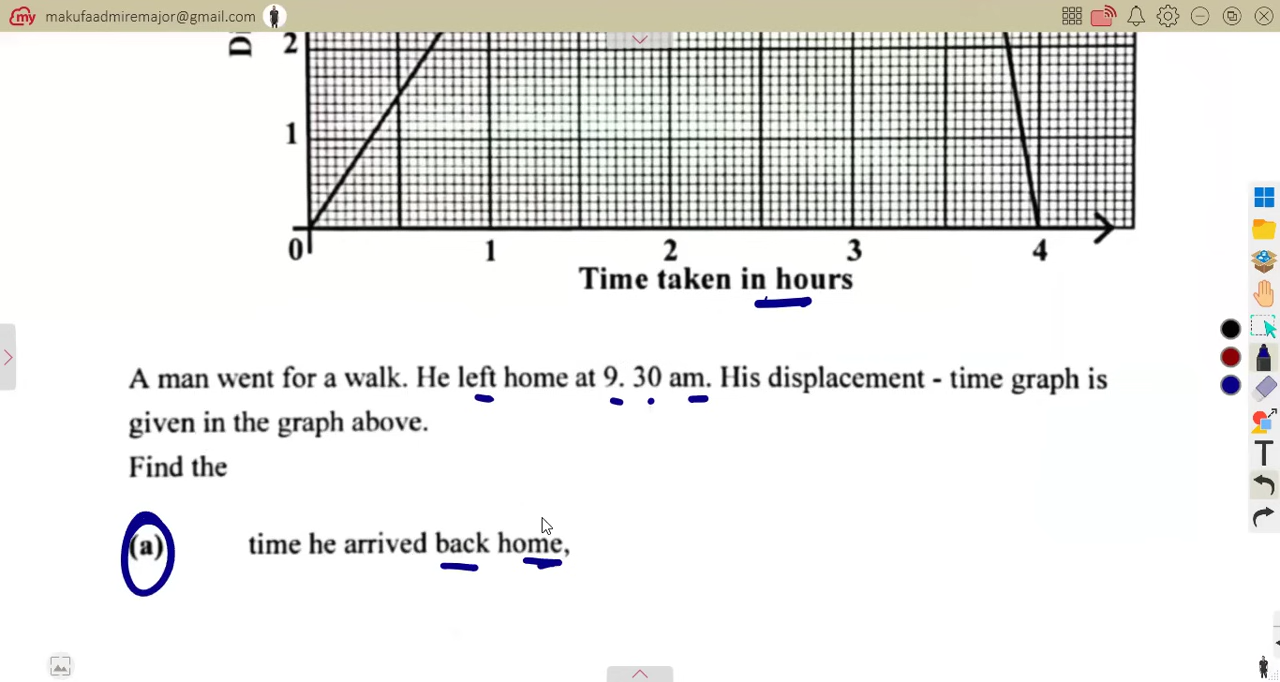 my makufaadmiremajor@gmail.com
D
2
1
0 1 2 3 4
Time taken in hours
A man went for a walk. He left home at 9. 30 am. His displacement - time graph is
given in the graph above.
Find the
(a) time he arrived back home,
T